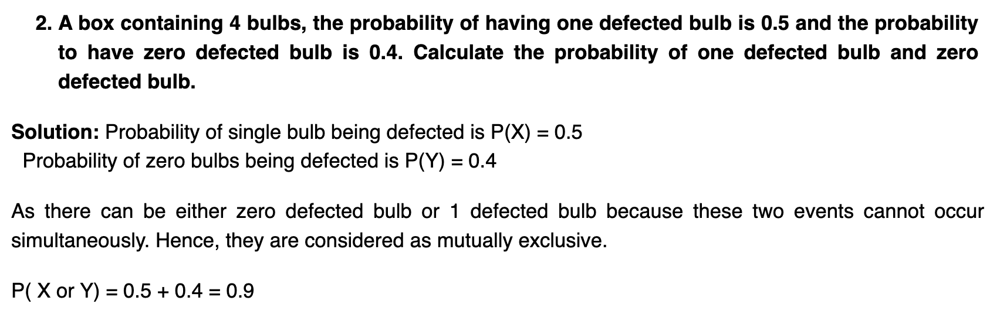 2. A box containing 4 bulbs, the probability of having one defected bulb is 0.5 and the probability
to have zero defected bulb is 0.4. Calculate the probability of one defected bulb and zero
defected bulb.
Solution: Probability of single bulb being defected is P(X) = 0.5
Probability of zero bulbs being defected is P(Y) = 0.4
As there can be either zero defected bulb or 1 defected bulb because these two events cannot occur
simultaneously. Hence, they are considered as mutually exclusive.
P( X or Y) = 0.5 + 0.4 = 0.9